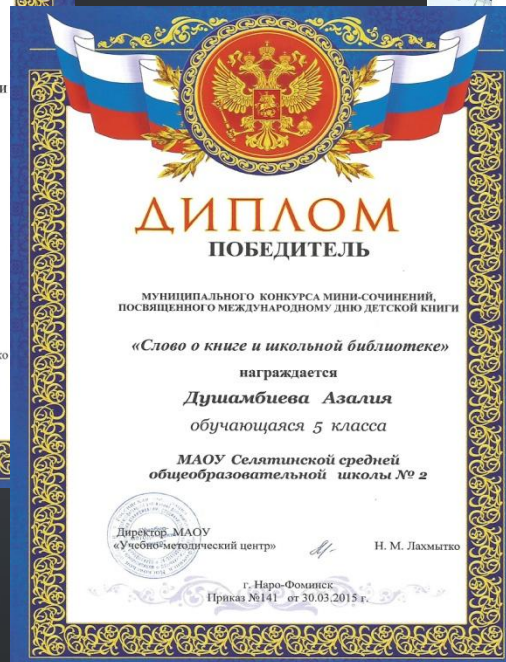 ДИПЛОМ
ПОБЕДИТЕЛЬ
МУНИЦИПАЛЬНОГО КОНКУРСА МИНИ-СОЧИНЕНИЙ,
ПОСВЯЩЕННОГО МЕЖДУНАРОДНОМУ ДНЮ ДЕТСКОЙ КНИГИ
«Слово о книге и школьной библиотеке»
награждается
Душамбиева Азалия
обучающаяся 5 класса
МАОУ Селятинской средней
общеобразовательной школы № 2
Директор МАОУ
«Учебно-методический центр» Н. М. Лахмытко
г. Наро-Фоминск
Приказ №141 от 30.03.2015 г.